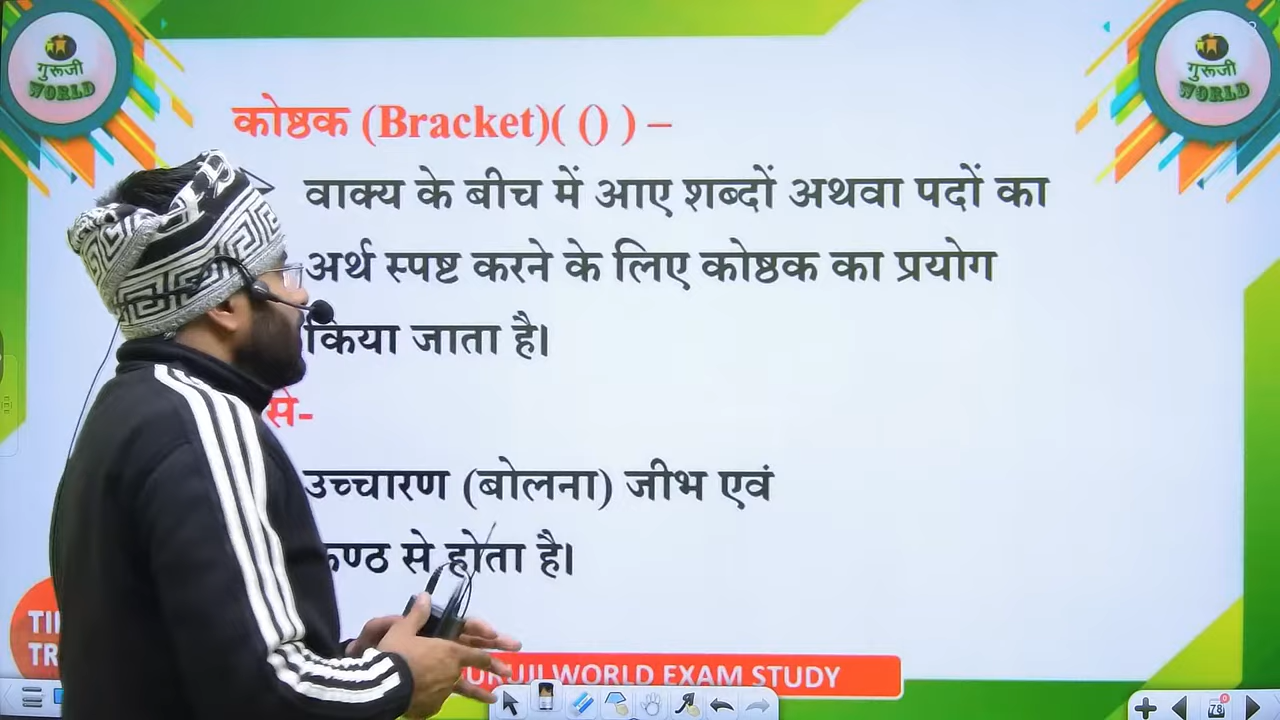 गुरूजी
WORLD
गुरूजी
WORLD
कोष्ठक (Bracket)( () ) –
वाक्य के बीच में आए शब्दों अथवा पदों का
अर्थ स्पष्ट करने के लिए कोष्ठक का प्रयोग
किया जाता है।
से-
उच्चारण (बोलना) जीभ एवं
से होता है।
WORLD EXAM STUDY
78